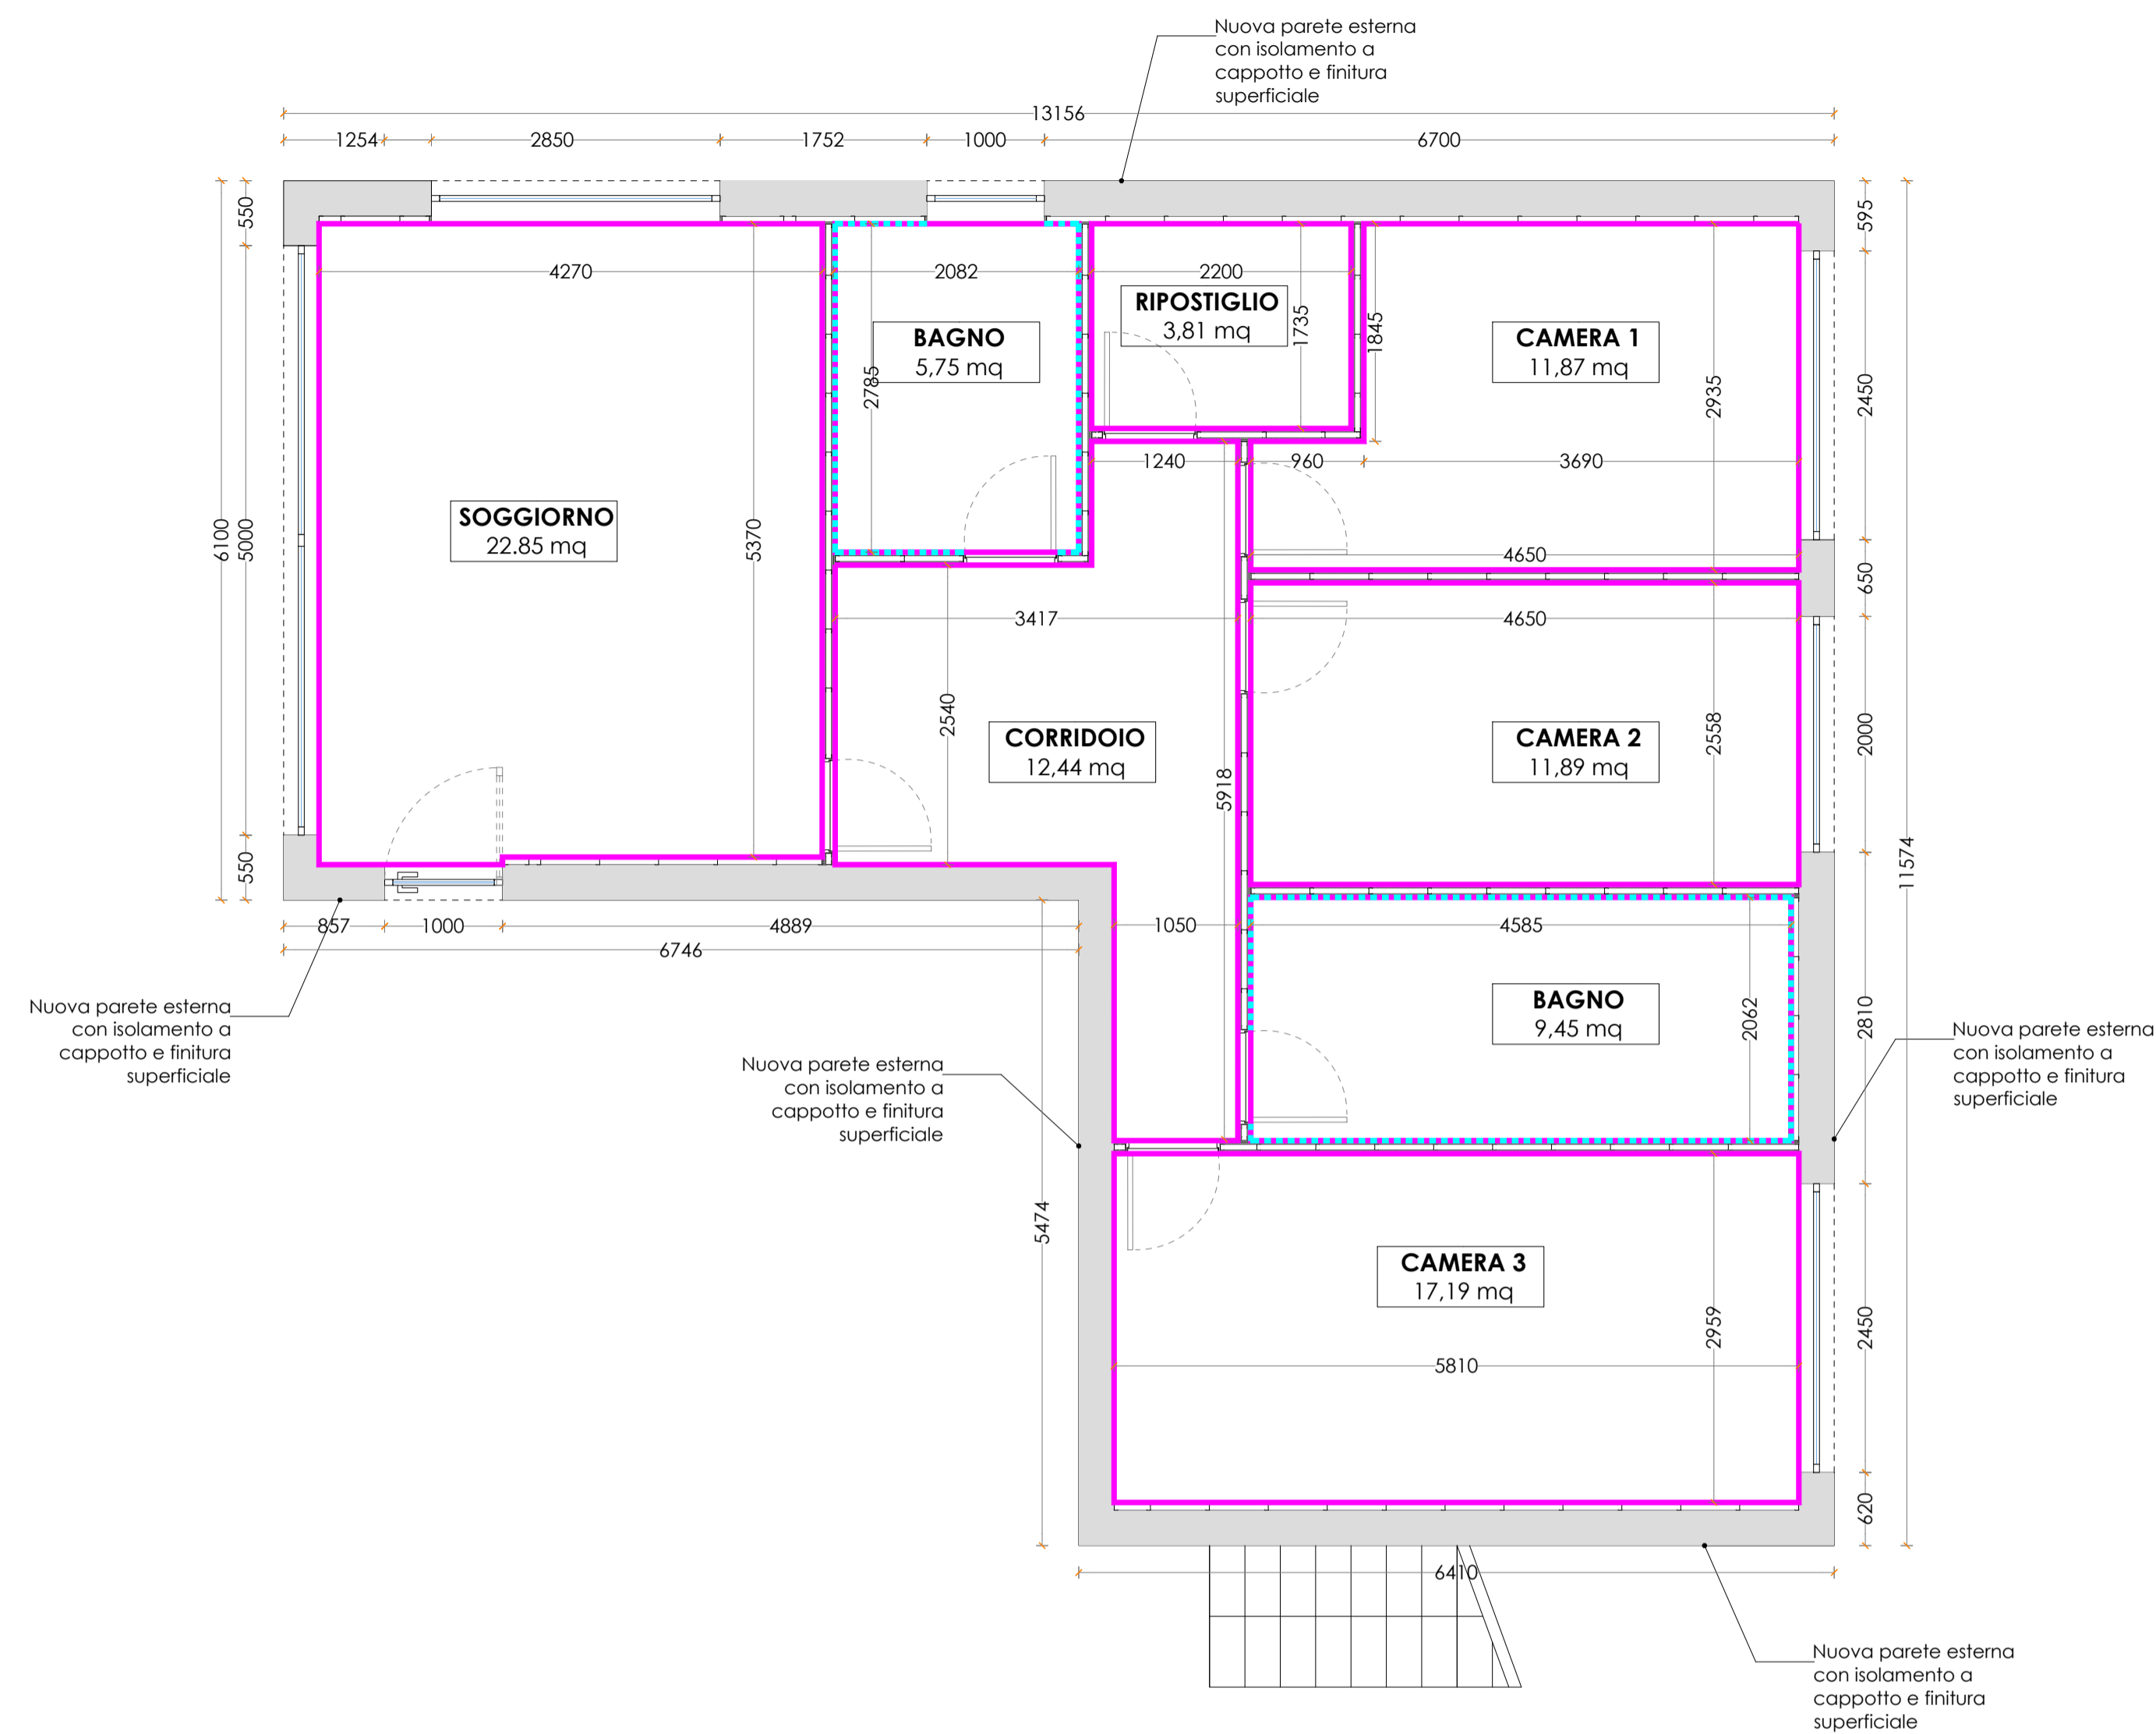 Nuova parete esterna
con isolamento a
cappotto e finitura
superficiale
13156
1254
2850
1752
1000
6700
550
595
4270
2082
2200
RIPOSTIGLIO
3,81 mq
1735
1845
BAGNO
5,75 mq
2785
CAMERA 1
11,87 mq
2935
2450
1240
960
3690
SOGGIORNO
22.85 mq
5370
6100
5000
4650
650
3417
4650
2540
CORRIDOIO
12,44 mq
5918
CAMERA 2
11,89 mq
2558
2000
11574
550
857
1000
4889
6746
1050
4585
BAGNO
9,45 mq
2062
2810
Nuova parete esterna
con isolamento a
cappotto e finitura
superficiale
Nuova parete esterna
con isolamento a
cappotto e finitura
superficiale
Nuova parete esterna
con isolamento a
cappotto e finitura
superficiale
5474
CAMERA 3
17,19 mq
2959
2450
5810
620
6410
Nuova parete esterna
con isolamento a
cappotto e finitura
superficiale